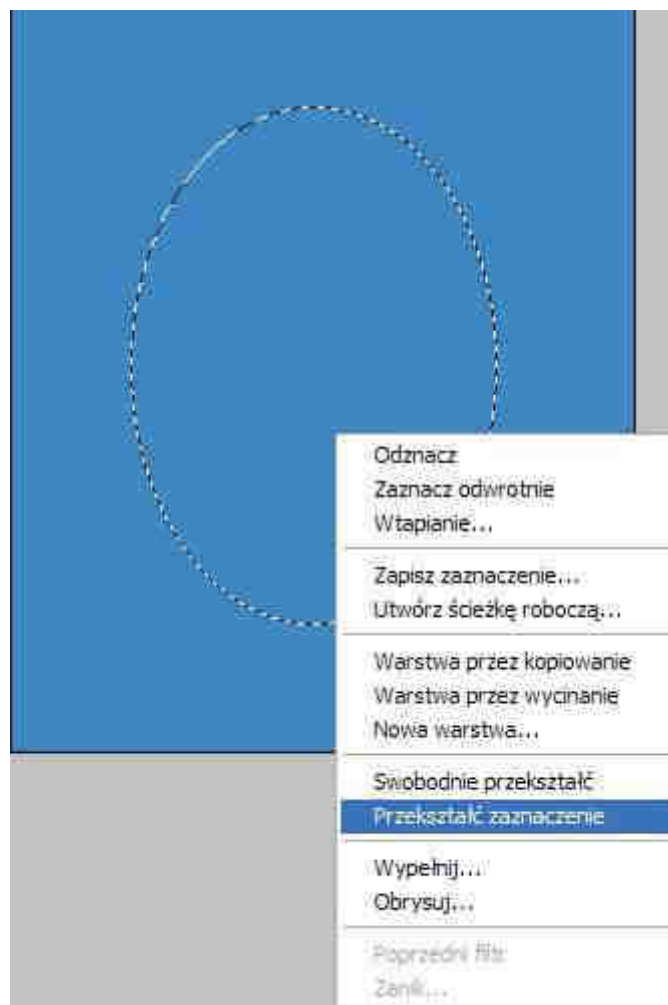 Odznacz
Zaznacz odwrotnie
Wtapianie...
Zapisz zaznaczenie...
Utwórz ścieżkę roboczą...
Warstwa przez kopiowanie
Warstwa przez wycinanie
Nowa warstwa...
Swobodnie przekształć
Przekształć zaznaczenie
Wypełnij...
Obrysuj...
Poprzedni filtr
Zanik...